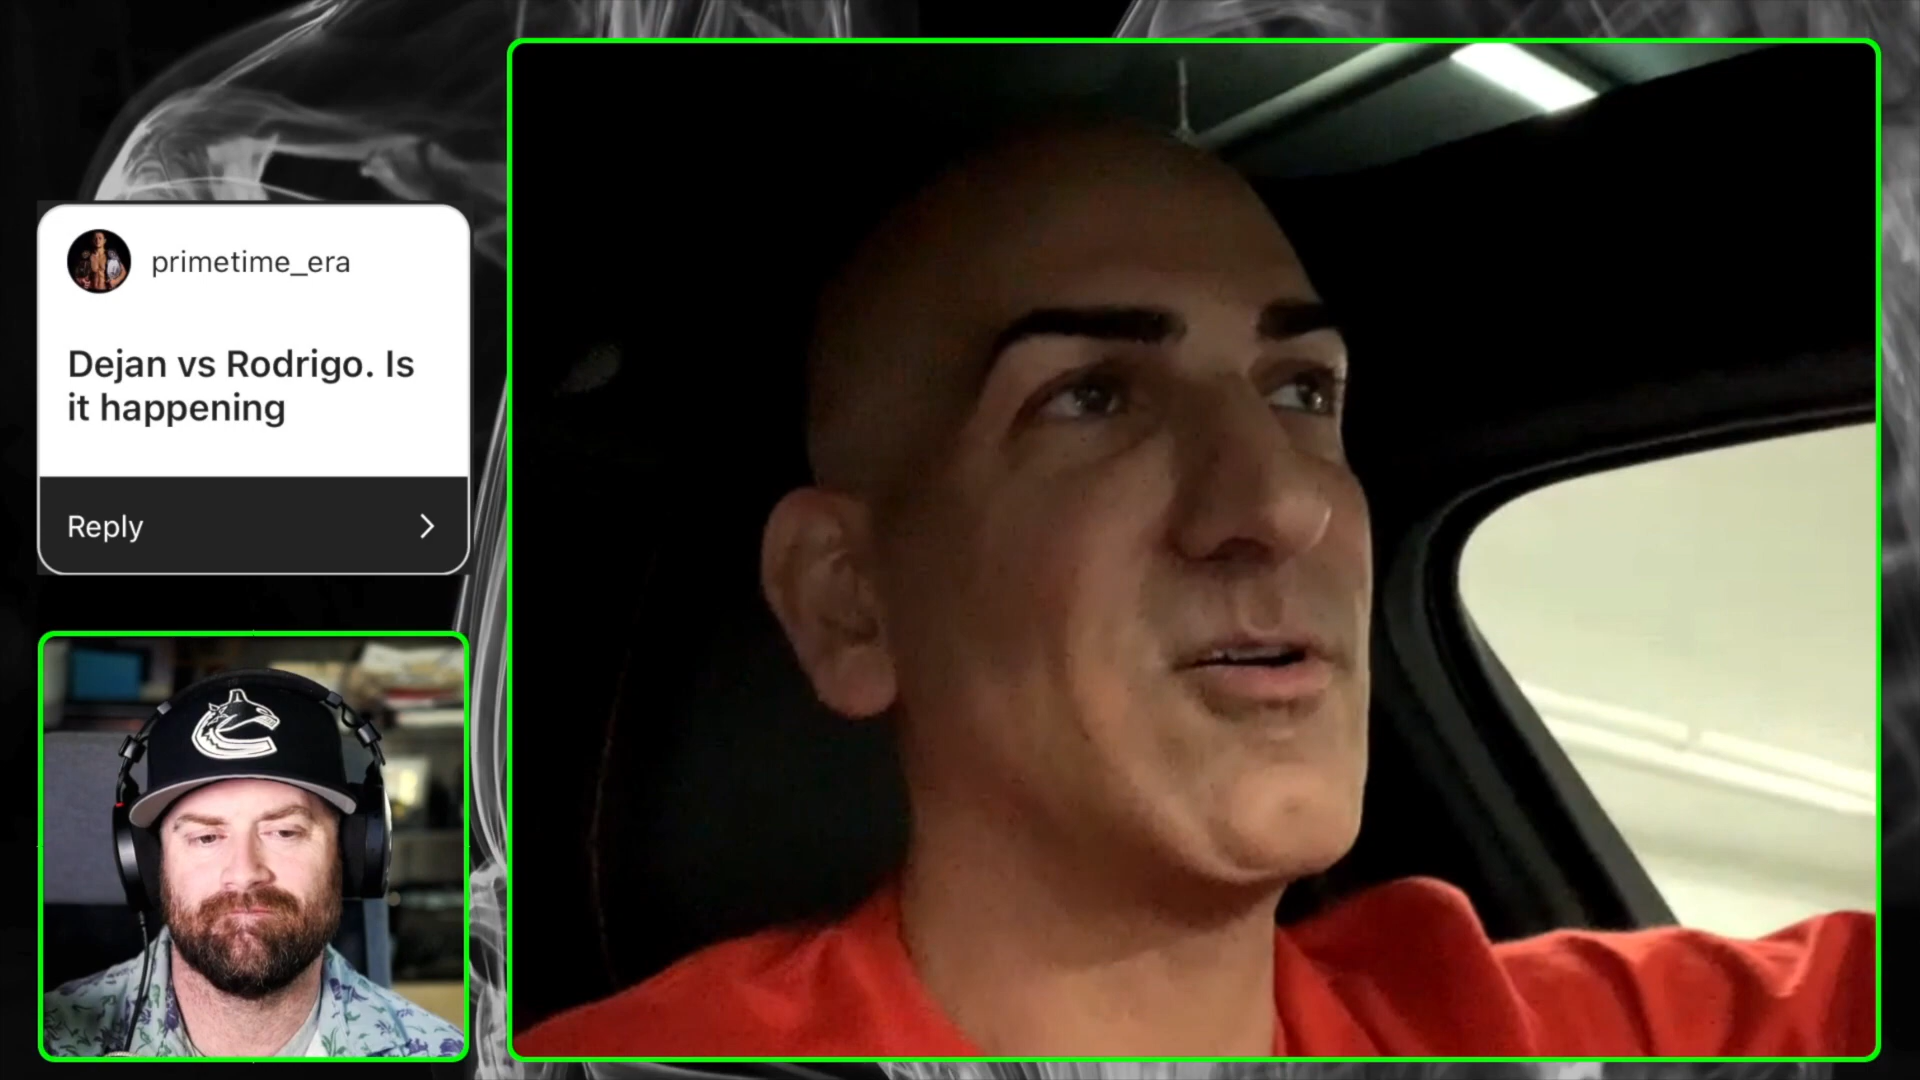 primetime_era
Dejan vs Rodrigo. Is
it happening
Reply